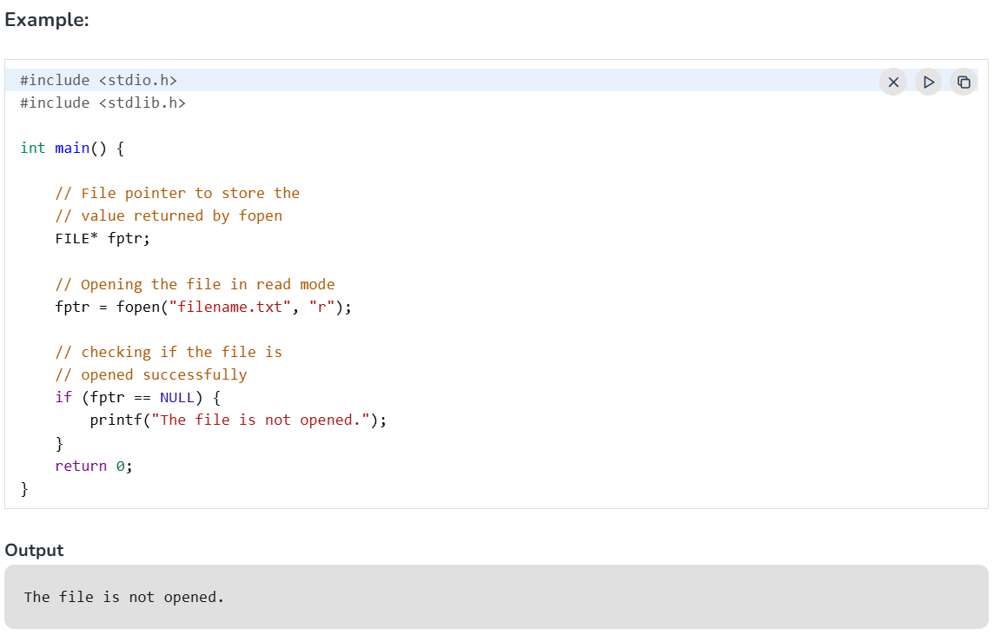 Example:
#include <stdio.h>
#include <stdlib.h>
int main() {
    // File pointer to store the
    // value returned by fopen
    FILE* fptr;
    // Opening the file in read mode
    fptr = fopen("filename.txt", "r");
    // checking if the file is
    // opened successfully
    if (fptr == NULL) {
        printf("The file is not opened.");
    }
    return 0;
}
Output
The file is not opened.